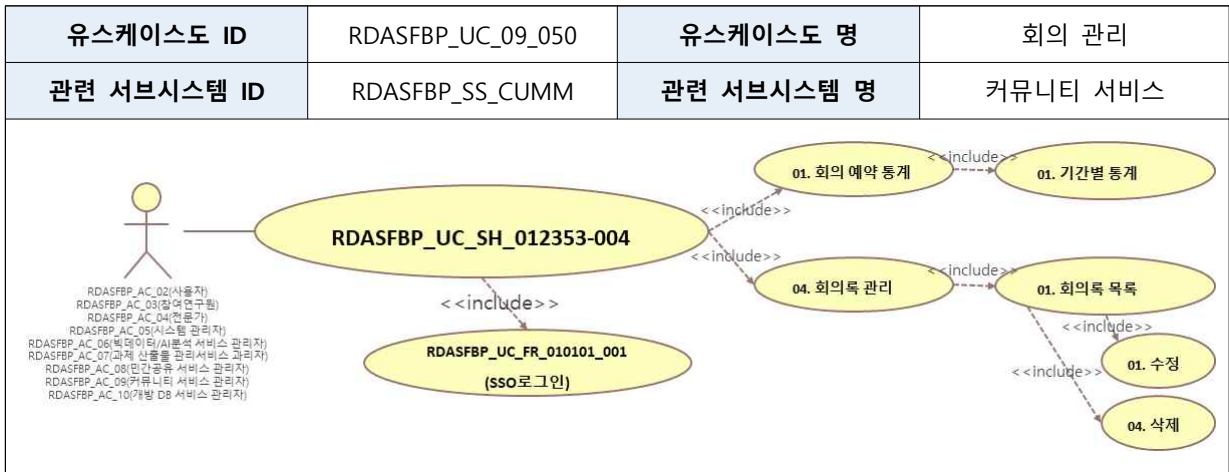 유스케이스도 ID RDASFBP_UC_09_050 유스케이스도 명 회의 관리
관련 서브시스템 ID RDASFBP_SS_CUMM 관련 서브시스템 명 커뮤니티 서비스
<<include>>
01. 회의 예약 통계
01. 기간별 통계
<<include>>
RDASFBP_UC_SH_012353-004
<<include>>
<<include>>
04. 회의록 관리
01. 회의록 목록
RDASFBP_AC_02(사용자)
RDASFBP_AC_03(참여연구원)
RDASFBP_AC_04(전문가)
RDASFBP_AC_05(시스템 관리자)
RDASFBP_AC_06(빅데이터/AI분석 서비스 관리자)
RDASFBP_AC_07(과제 산출물 관리서비스 과리자)
RDASFBP_AC_08(민간공유 서비스 관리자)
RDASFBP_AC_09(커뮤니티 서비스 관리자)
RDASFBP_AC_10(개방 DB 서비스 관리자)
<<include>>
RDASFBP_UC_FR_010101_001
(SSO로그인)
<<include>>
01. 수정
<<include>>
04. 삭제